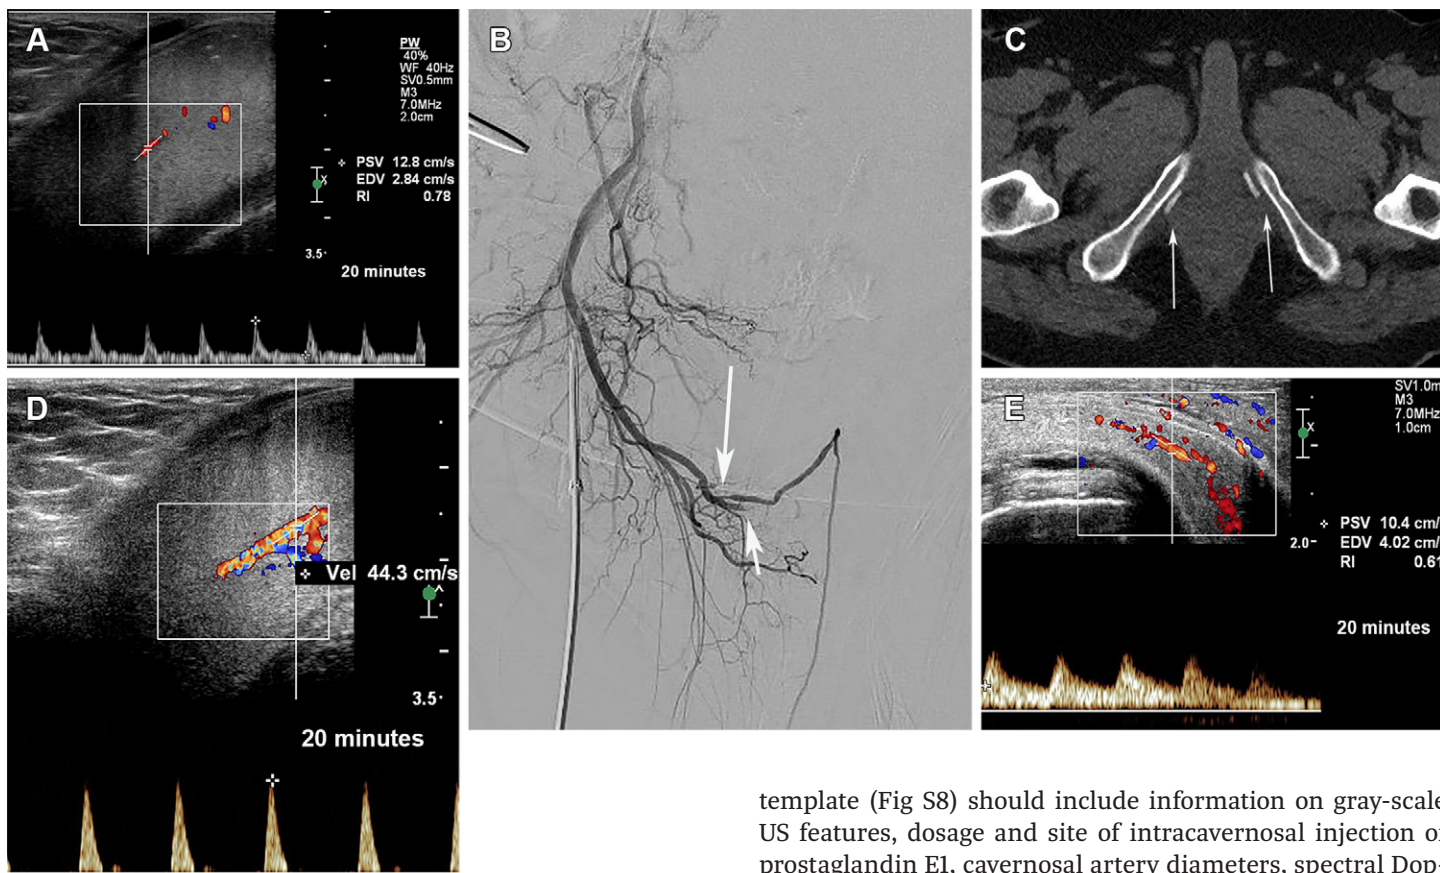 A
PW
40%
WF 40Hz
SV0.5mm
M3
7.0MHz
2.0cm
X
PSV 12.8 cm/s
EDV 2.84 cm/s
RI 0.78
3.5
20 minutes
B
C
D
Vel 44.3 cm/s
3.5
20 minutes
E
SV1.0m
M3
7.0MHz
1.0cm
X
2.0
PSV 10.4 cm/
EDV 4.02 cm/
RI 0.61
20 minutes
template (Fig S8) should include information on gray-scale
US features, dosage and site of intracavernosal injection of
prostaglandin E1, cavernosal artery diameters, spectral Dop-